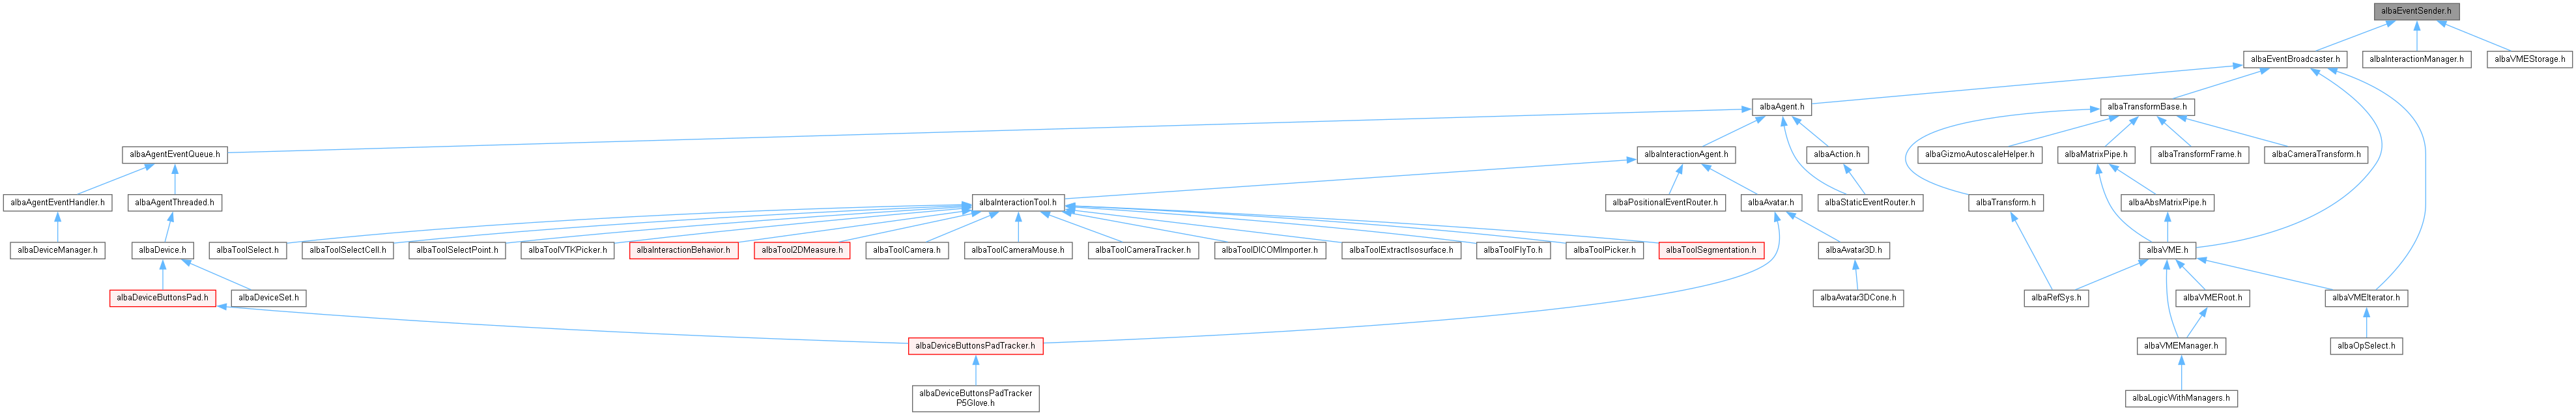 albaEventSender.h
albaEventBroadcaster.h
albaInteractionManager.h
albaVMEStorage.h
albaAgent.h
albaTransformBase.h
albaAgentEventQueue.h
albaInteractionAgent.h
albaAction.h
albaGizmoAutoscaleHelper.h
albaMatrixPipe.h
albaTransformFrame.h
albaCameraTransform.h
albaAgentEventHandler.h
albaAgentThreaded.h
albaInteractionTool.h
albaPositionalEventRouter.h
albaAvatar.h
albaStaticEventRouter.h
albaTransform.h
albaAbsMatrixPipe.h
albaDeviceManager.h
albaDevice.h
albaToolSelect.h
albaToolSelectCell.h
albaToolSelectPoint.h
albaToolVTKPicker.h
albaInteractionBehavior.h
albaTool2DMeasure.h
albaToolCamera.h
albaToolCameraMouse.h
albaToolCameraTracker.h
albaToolDICOMImporter.h
albaToolExtractIsosurface.h
albaToolFlyTo.h
albaToolPicker.h
albaToolSegmentation.h
albaAvatar3D.h
albaVME.h
albaDeviceButtonsPad.h
albaDeviceSet.h
albaAvatar3DCone.h
albaRefSys.h
albaVMERoot.h
albaVMEIterator.h
albaDeviceButtonsPadTracker.h
albaVMEManager.h
albaOpSelect.h
albaDeviceButtonsPadTracker
P5Glove.h
albaLogicWithManagers.h